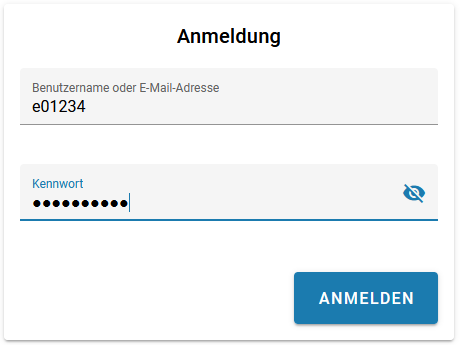 Anmeldung
Benutzername oder E-Mail-Adresse
e01234
Kennwort
●●●●●●●●●●
ANMELDEN